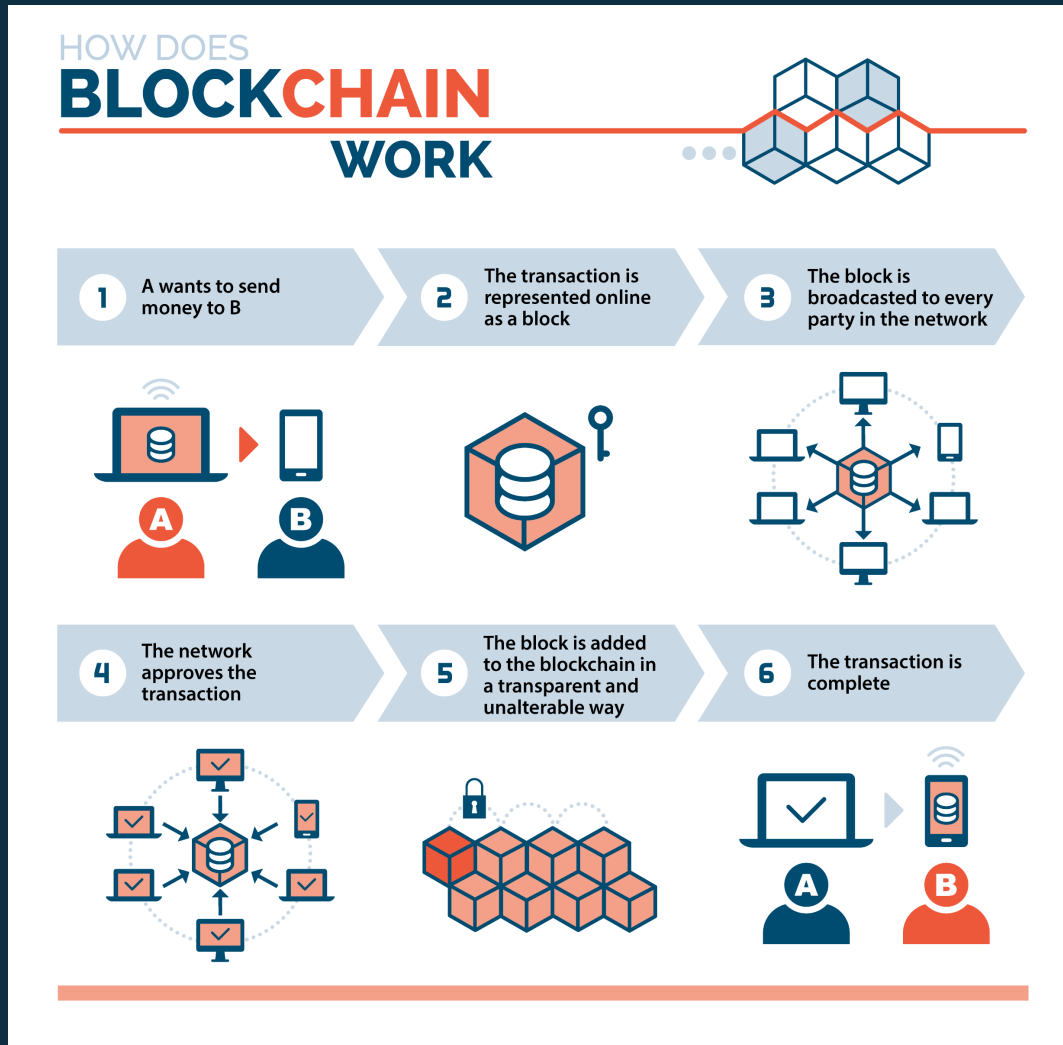 HOW DOES
BLOCKCHAIN
WORK
1
A wants to send
money to B
2
The transaction is
represented online
as a block
3
The block is
broadcasted to every
party in the network
A
B
4
The network
approves the
transaction
5
The block is added
to the blockchain in
a transparent and
unalterable way
6
The transaction is
complete
A
B